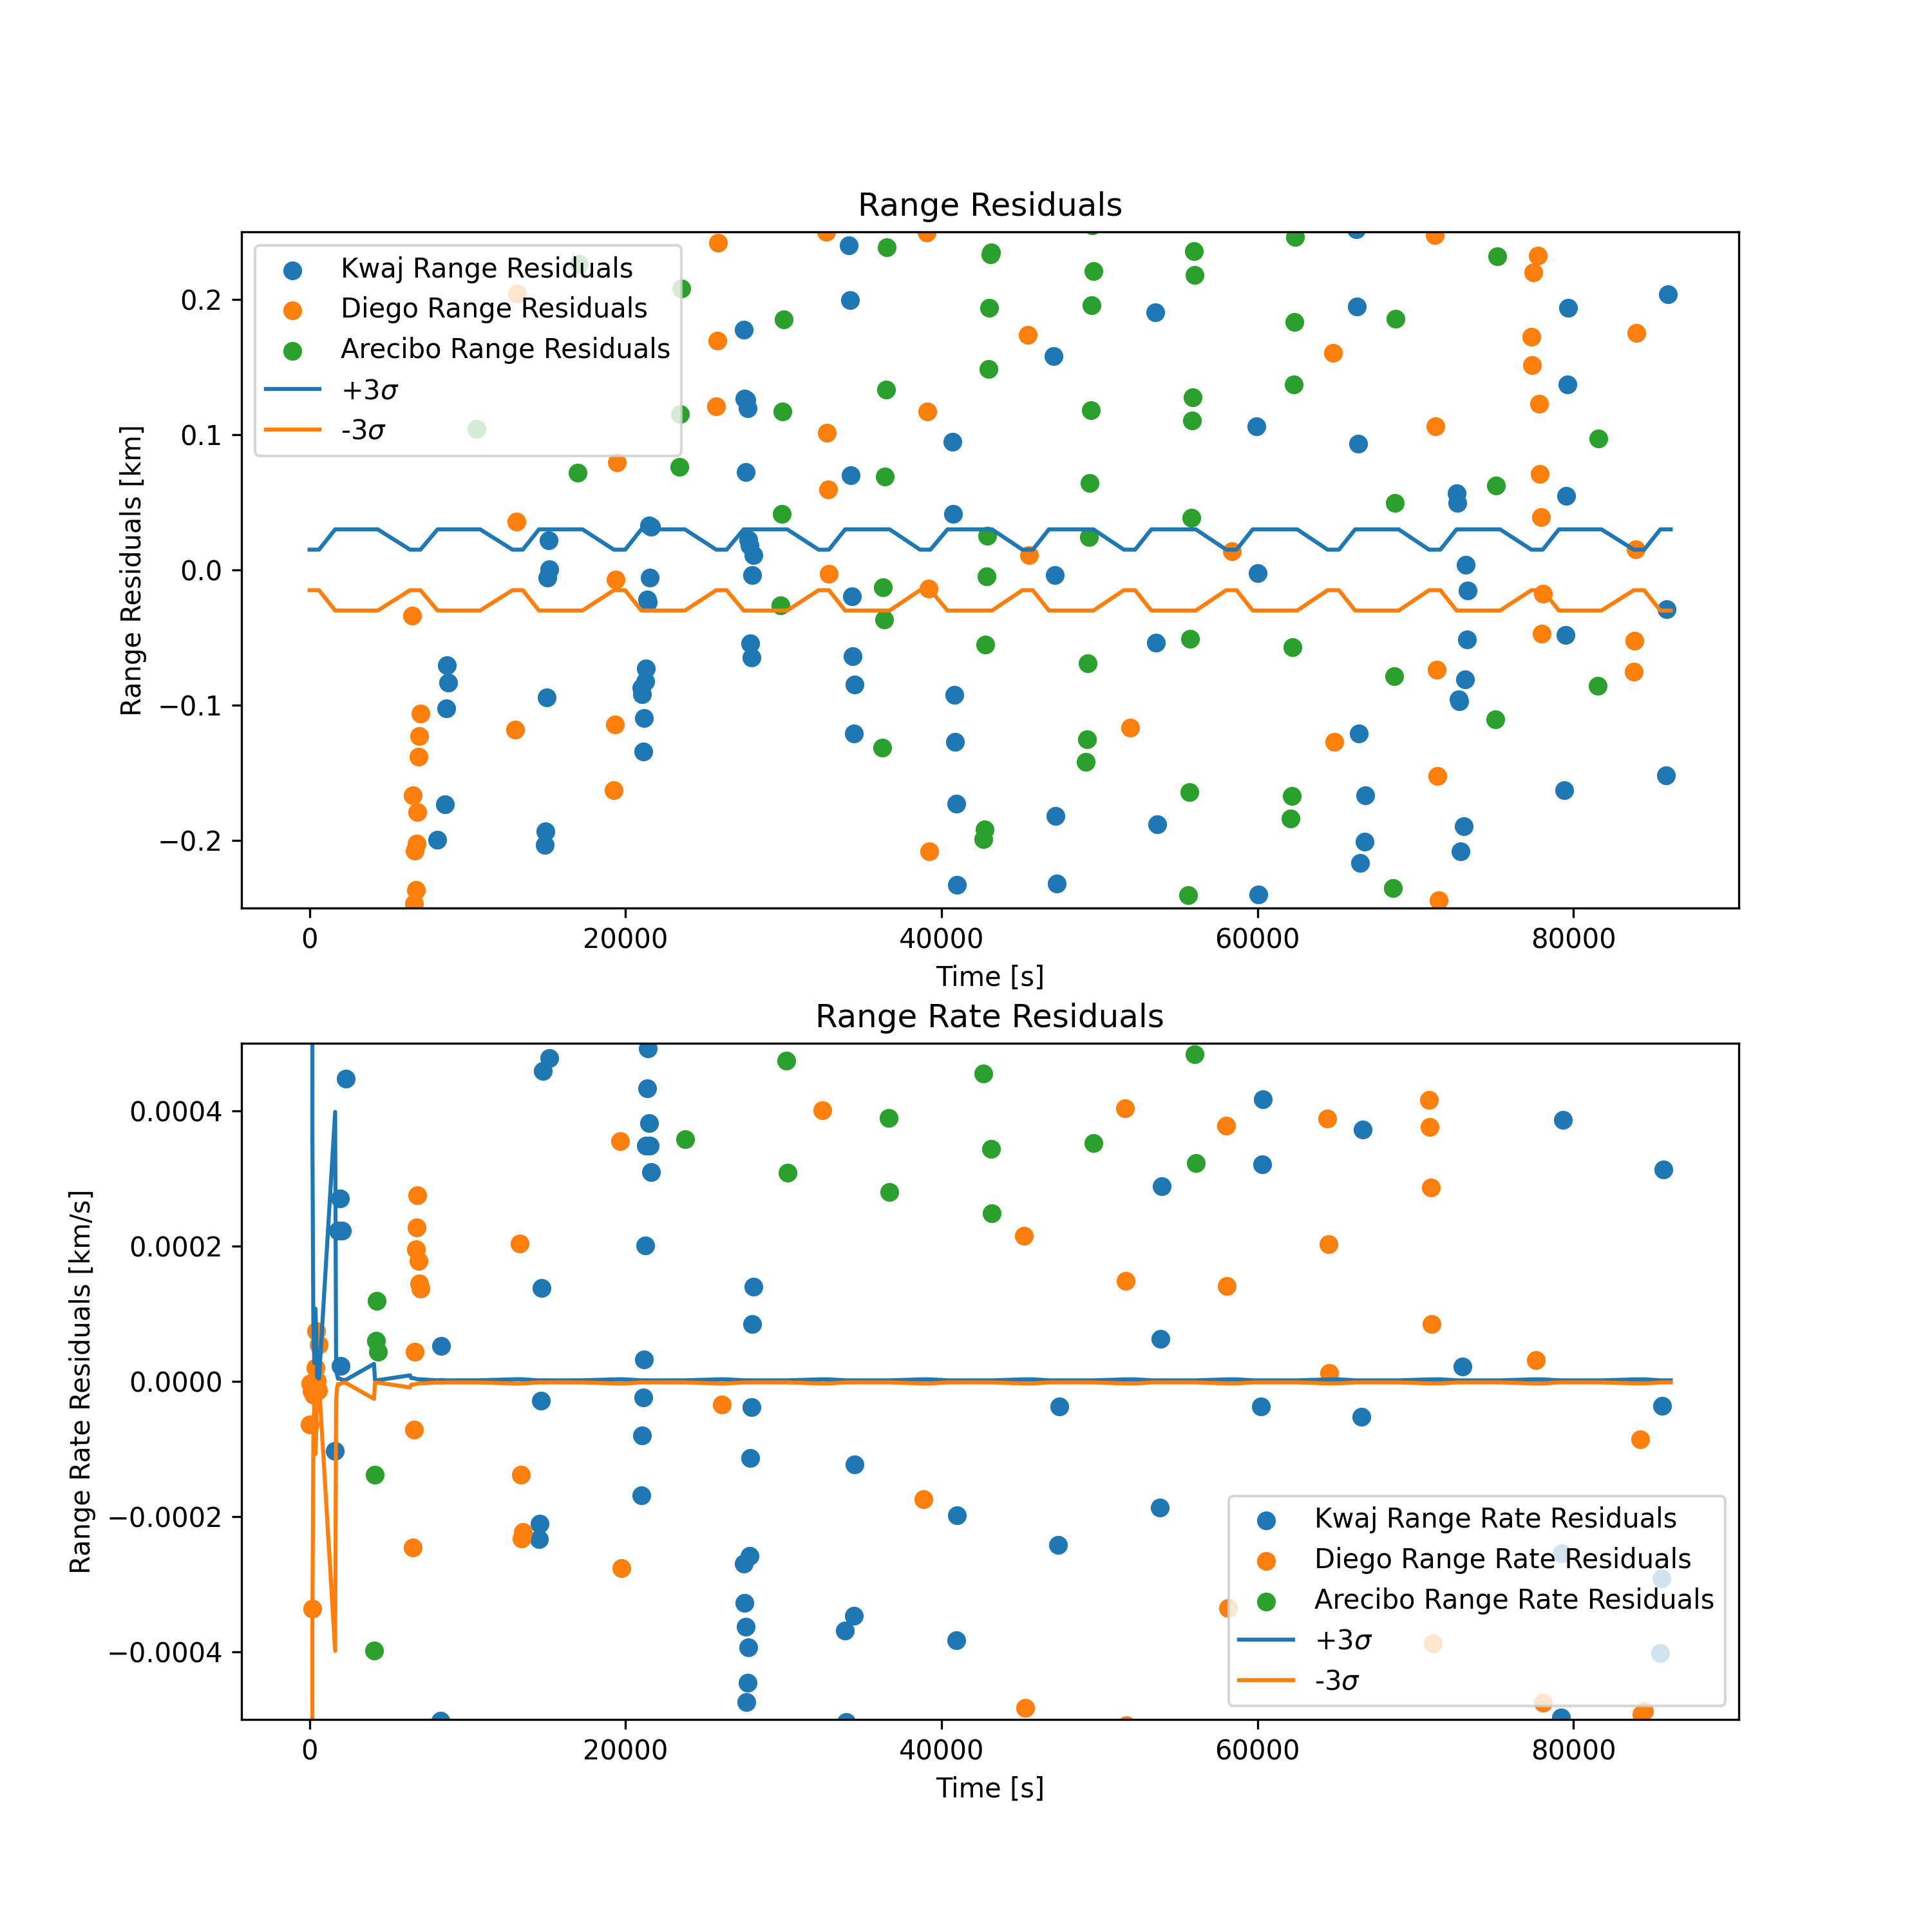 Range Residuals
Kwaj Range Residuals
Diego Range Residuals
Arecibo Range Residuals
+3σ
-3σ
Range Residuals [km]
0.2
0.1
0.0
−0.1
−0.2
0 20000 40000 60000 80000
Time [s]
Range Rate Residuals
Range Rate Residuals [km/s]
0.0004
0.0002
0.0000
−0.0002
−0.0004
Kwaj Range Rate Residuals
Diego Range Rate Residuals
Arecibo Range Rate Residuals
+3σ
-3σ
0 20000 40000 60000 80000
Time [s]